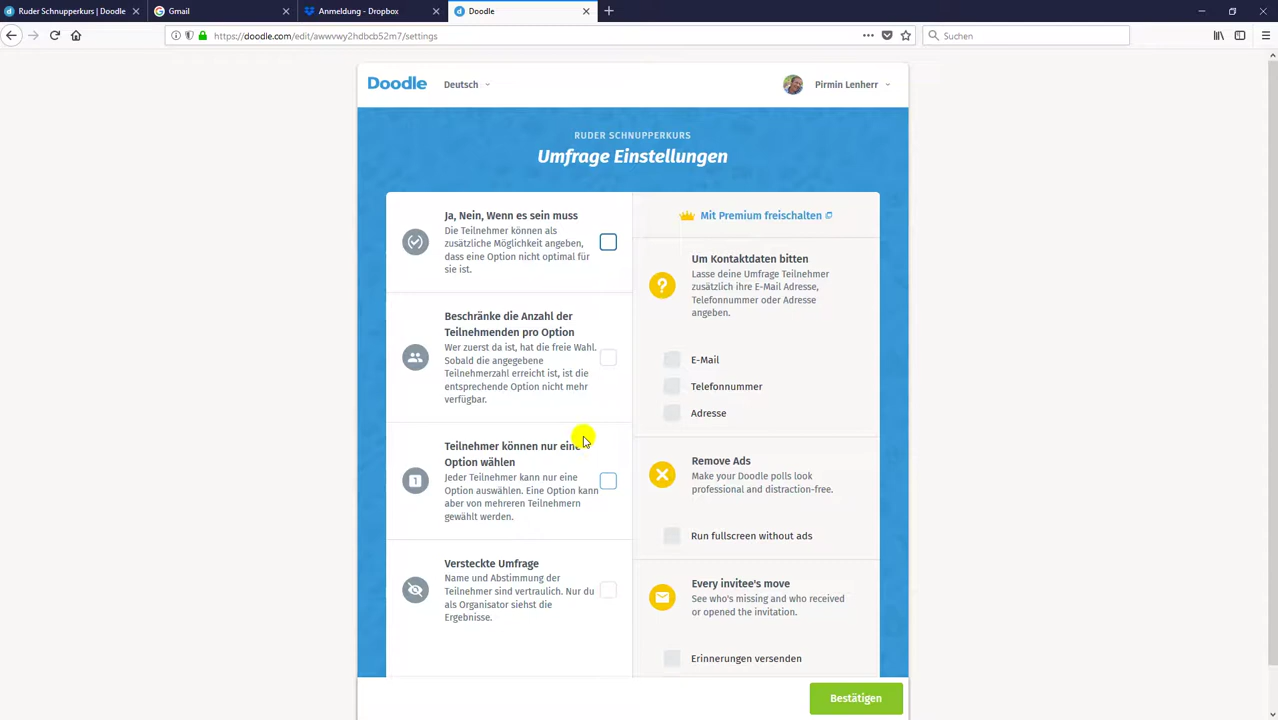 Ruder Schnupperkurs | Doodle
Gmail
Anmeldung - Dropbox
Doodle
https://doodle.com/edit/awwvwy2hdbcb52m7/settings
Suchen
Doodle
Deutsch
Pirmin Lenherr
RUDER SCHNUPPERKURS
Umfrage Einstellungen
Ja, Nein, Wenn es sein muss
Die Teilnehmer können als
zusätzliche Möglichkeit angeben,
dass eine Option nicht optimal für
sie ist.
Beschränke die Anzahl der
Teilnehmenden pro Option
Wer zuerst da ist, hat die freie Wahl.
Sobald die angegebene
Teilnehmerzahl erreicht ist, ist die
entsprechende Option nicht mehr
verfügbar.
Teilnehmer können nur eine
Option wählen
Jeder Teilnehmer kann nur eine
Option auswählen. Eine Option kann
aber von mehreren Teilnehmern
gewählt werden.
Versteckte Umfrage
Name und Abstimmung der
Teilnehmer sind vertraulich. Nur du
als Organisator siehst die
Ergebnisse.
Mit Premium freischalten
Um Kontaktdaten bitten
Lasse deine Umfrage Teilnehmer
zusätzlich ihre E-Mail Adresse,
Telefonnummer oder Adresse
angeben.
E-Mail
Telefonnummer
Adresse
Remove Ads
Make your Doodle polls look
professional and distraction-free.
Run fullscreen without ads
Every invitee's move
See who's missing and who received
or opened the invitation.
Erinnerungen versenden
Bestätigen